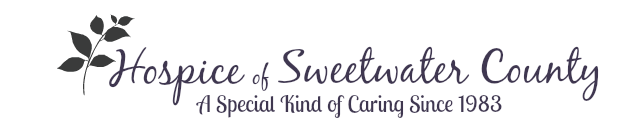 Hospice of Sweetwater County
A Special Kind of Caring Since 1983